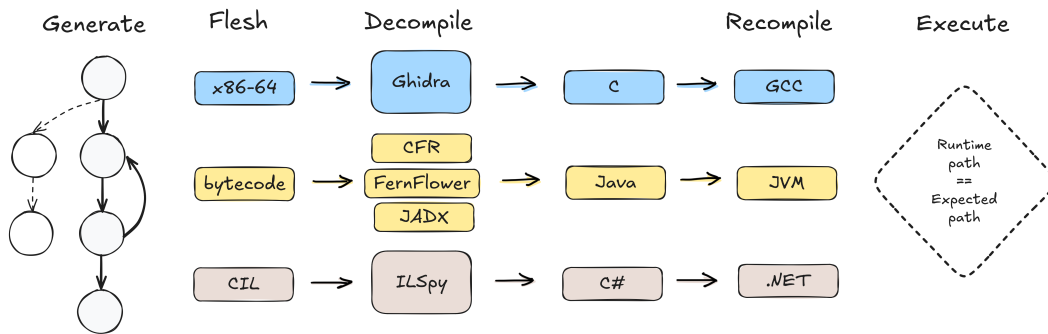 Generate
Flesh
Decompile
Recompile
Execute
x86-64
Ghidra
C
GCC
bytecode
CFR
FernFlower
JADX
Java
JVM
CIL
ILSpy
C#
.NET
Runtime
path
==
Expected
path